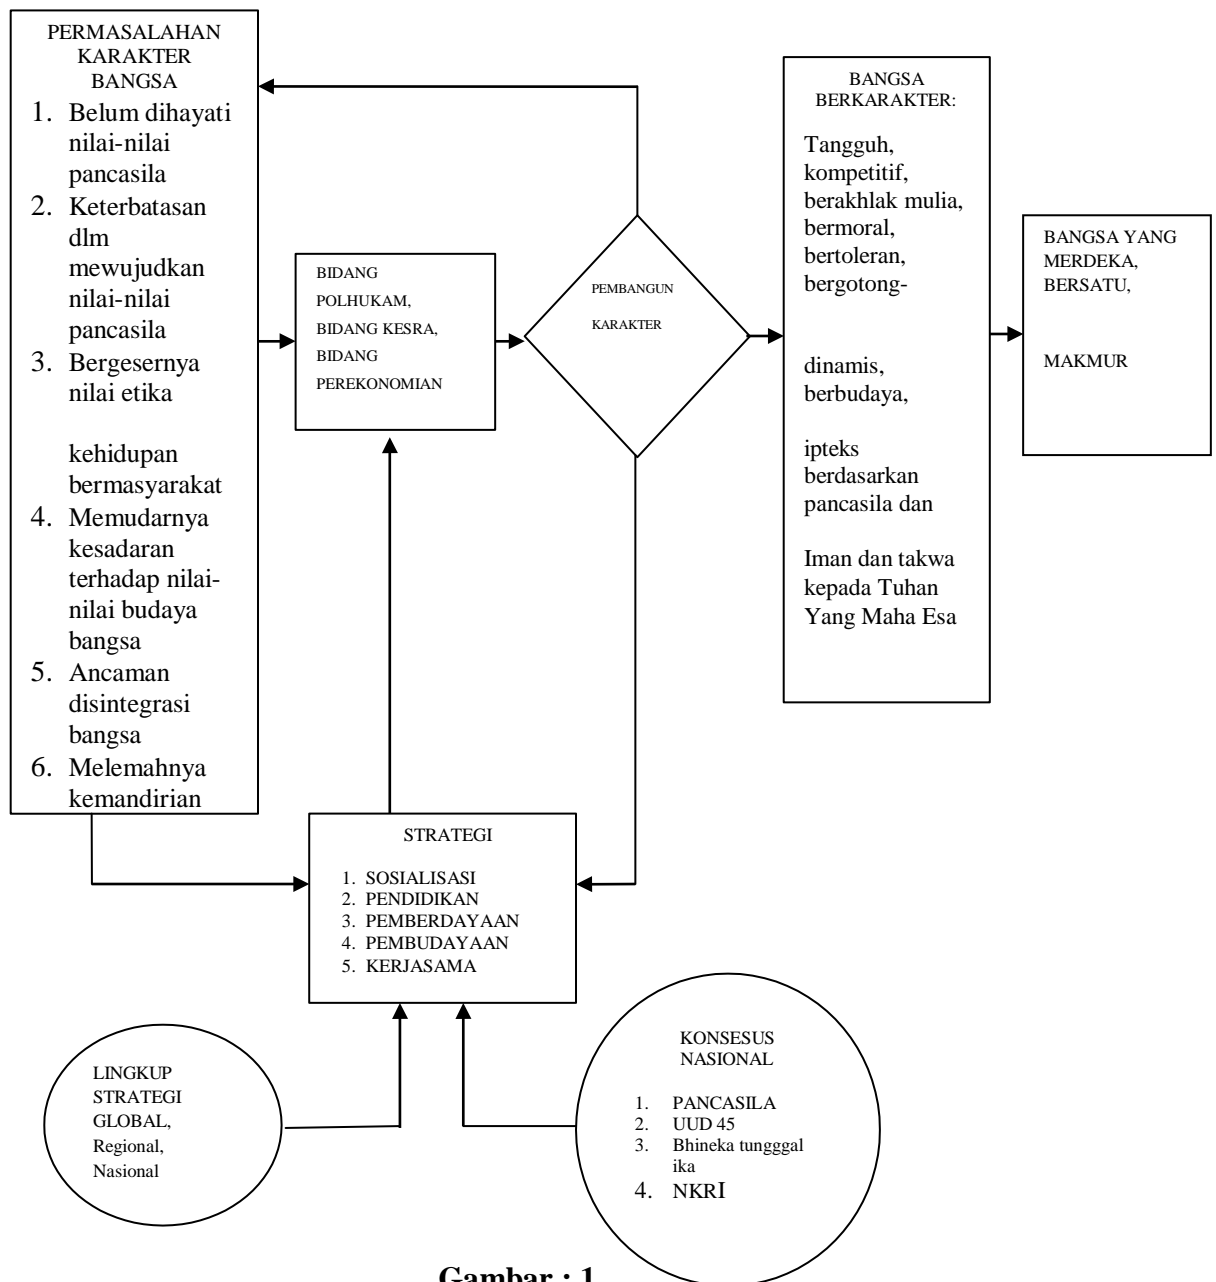 PERMASALAHAN
KARAKTER
BANGSA
1. Belum dihayati
nilai-nilai
pancasila
2. Keterbatasan
dlm
mewujudkan
nilai-nilai
pancasila
3. Bergesernya
nilai etika
kehidupan
bermasyarakat
4. Memudarnya
kesadaran
terhadap nilai-
nilai budaya
bangsa
5. Ancaman
disintegrasi
bangsa
6. Melemahnya
kemandirian
BIDANG
POLHUKAM,
BIDANG KESRA,
BIDANG
PEREKONOMIAN
PEMBANGUN
KARAKTER
BANGSA
BERKARAKTER:
Tangguh,
kompetitif,
berakhlak mulia,
bermoral,
bertoleran,
bergotong-
dinamis,
berbudaya,
ipteks
berdasarkan
pancasila dan
Iman dan takwa
kepada Tuhan
Yang Maha Esa
BANGSA YANG
MERDEKA,
BERSATU,
MAKMUR
STRATEGI
1. SOSIALISASI
2. PENDIDIKAN
3. PEMBERDAYAAN
4. PEMBUDAYAAN
5. KERJASAMA
LINGKUP
STRATEGI
GLOBAL,
Regional,
Nasional
KONSESUS
NASIONAL
1. PANCASILA
2. UUD 45
3. Bhineka tungggal
ika
4. NKRI
Gambar : 1